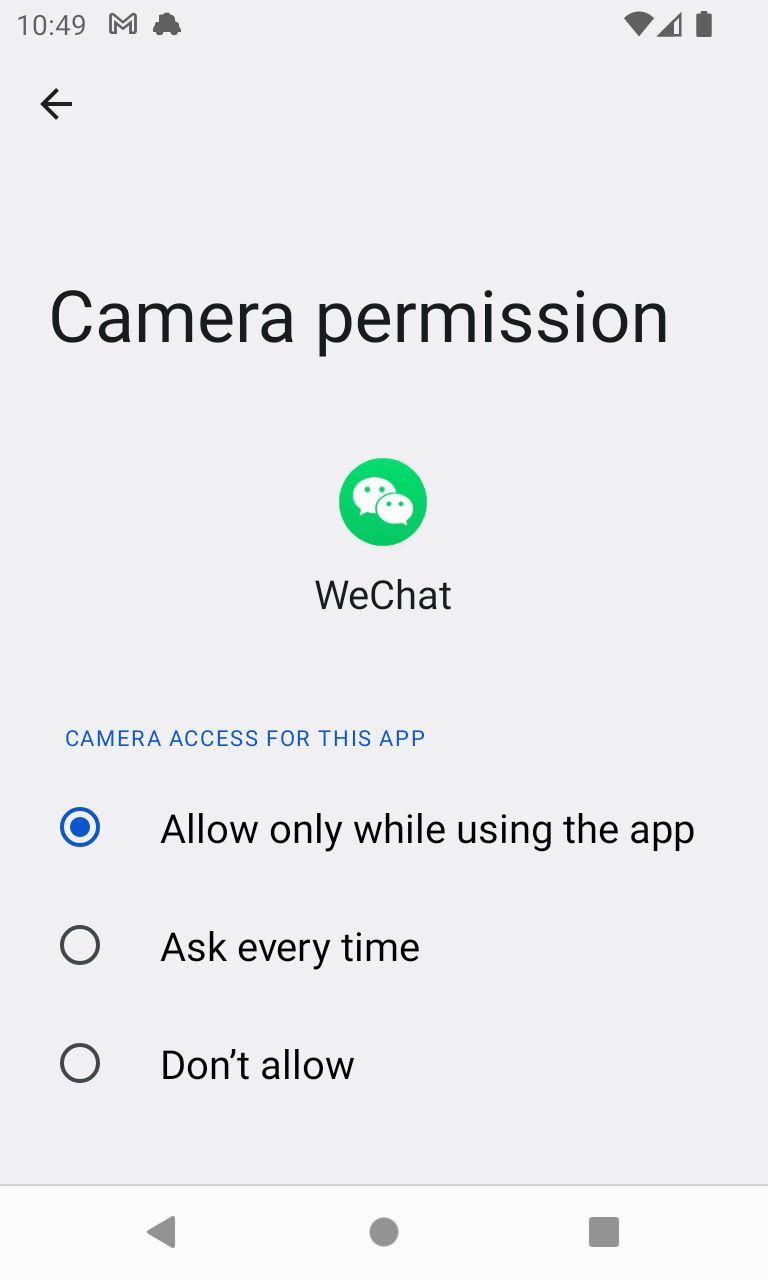 10:49
Camera permission
WeChat
CAMERA ACCESS FOR THIS APP
Allow only while using the app
Ask every time
Don’t allow